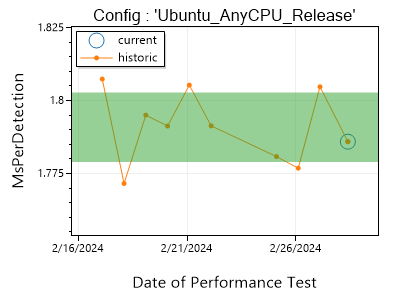 Config : 'Ubuntu_AnyCPU_Release'
1.825
current
historic
1.8
MsPerDetection
1.775
2/16/2024
2/21/2024
2/26/2024
Date of Performance Test